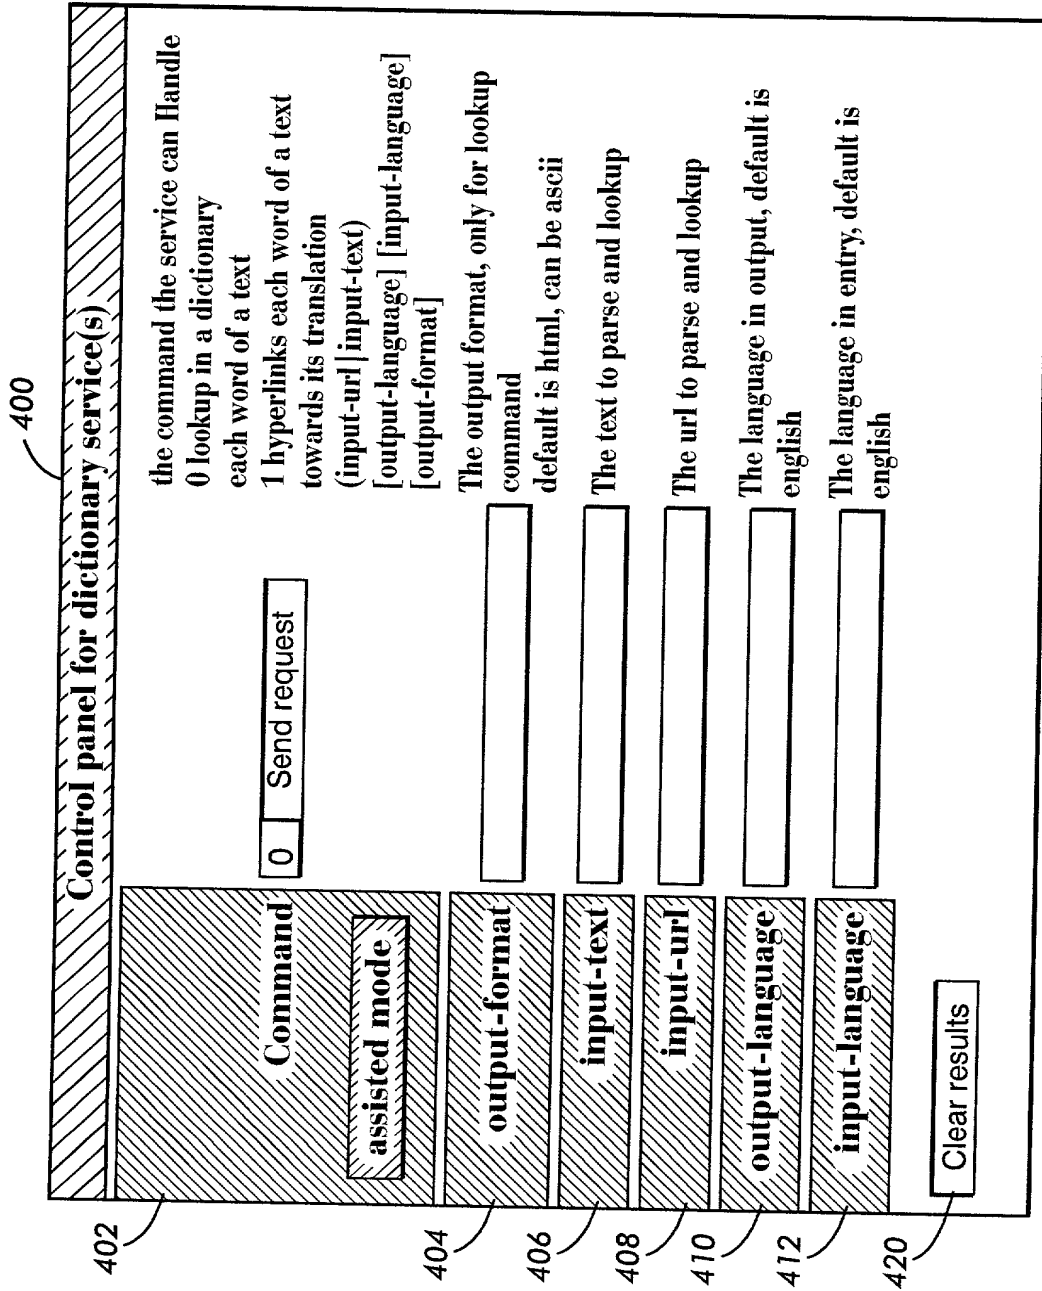 400
Control panel for dictionary service(s)
402
Command
assisted mode
0 Send request
the command the service can Handle
0 lookup in a dictionary
each word of a text
1 hyperlinks each word of a text
towards its translation
(input-url|input-text)
[output-language] [input-language]
[output-format]
404
output-format
The output format, only for lookup
command
default is html, can be ascii
406
input-text
The text to parse and lookup
408
input-url
The url to parse and lookup
410
output-language
The language in output, default is
english
412
input-language
The language in entry, default is
english
420
Clear results